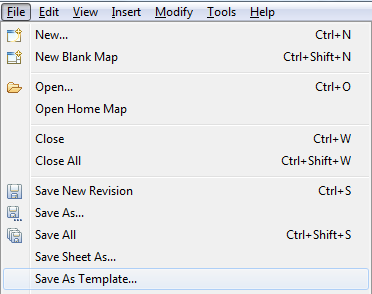 File Edit View Insert Modify Tools Help
New... Ctrl+N
New Blank Map Ctrl+Shift+N
Open... Ctrl+O
Open Home Map
Close Ctrl+W
Close All Ctrl+Shift+W
Save New Revision Ctrl+S
Save As...
Save All Ctrl+Shift+S
Save Sheet As...
Save As Template...